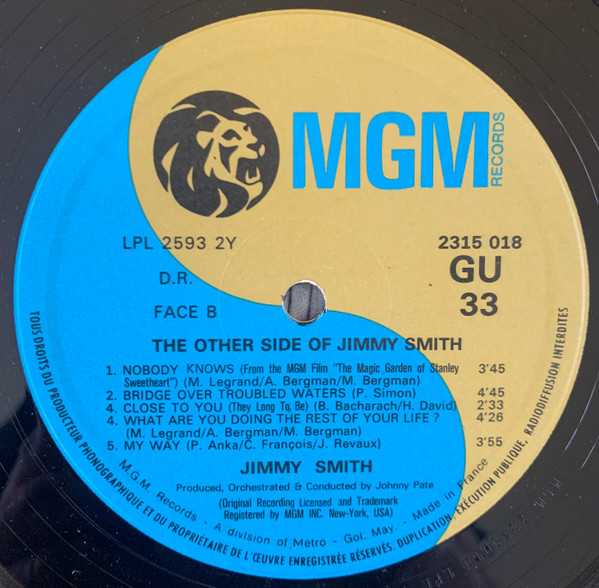 MGM
RECORDS
LPL 2593 2Y
2315 018
D.R.
GU
FACE B
33
THE OTHER SIDE OF JIMMY SMITH
1. NOBODY KNOWS (From the MGM Film "The Magic Garden of Stanley 3'45
Sweetheart") (M. Legrand/A. Bergman/M. Bergman)
2. BRIDGE OVER TROUBLED WATERS (P. Simon) 4'45
4. CLOSE TO YOU (They Long To, Be) (B. Bacharach/H. David) 2'33
4. WHAT ARE YOU DOING THE REST OF YOUR LIFE ? 4'26
(M. Legrand/A. Bergman/M. Bergman)
5. MY WAY (P. Anka/C. François/J. Revaux) 3'55
JIMMY SMITH
Produced, Orchestrated & Conducted by Johnny Pate
(Original Recording Licensed and Trademark
Registered by MGM INC. New-York, USA)
M.G.M. Records - A division of Metro - Gol. May. - Made in France
TOUS DROITS DU PRODUCTEUR PHONOGRAPHIQUE ET DU PROPRIÉTAIRE DE L'ŒUVRE ENREGISTRÉE RÉSERVÉS. DUPLICATION, EXÉCUTION PUBLIQUE, RADIODIFFUSION INTERDITES